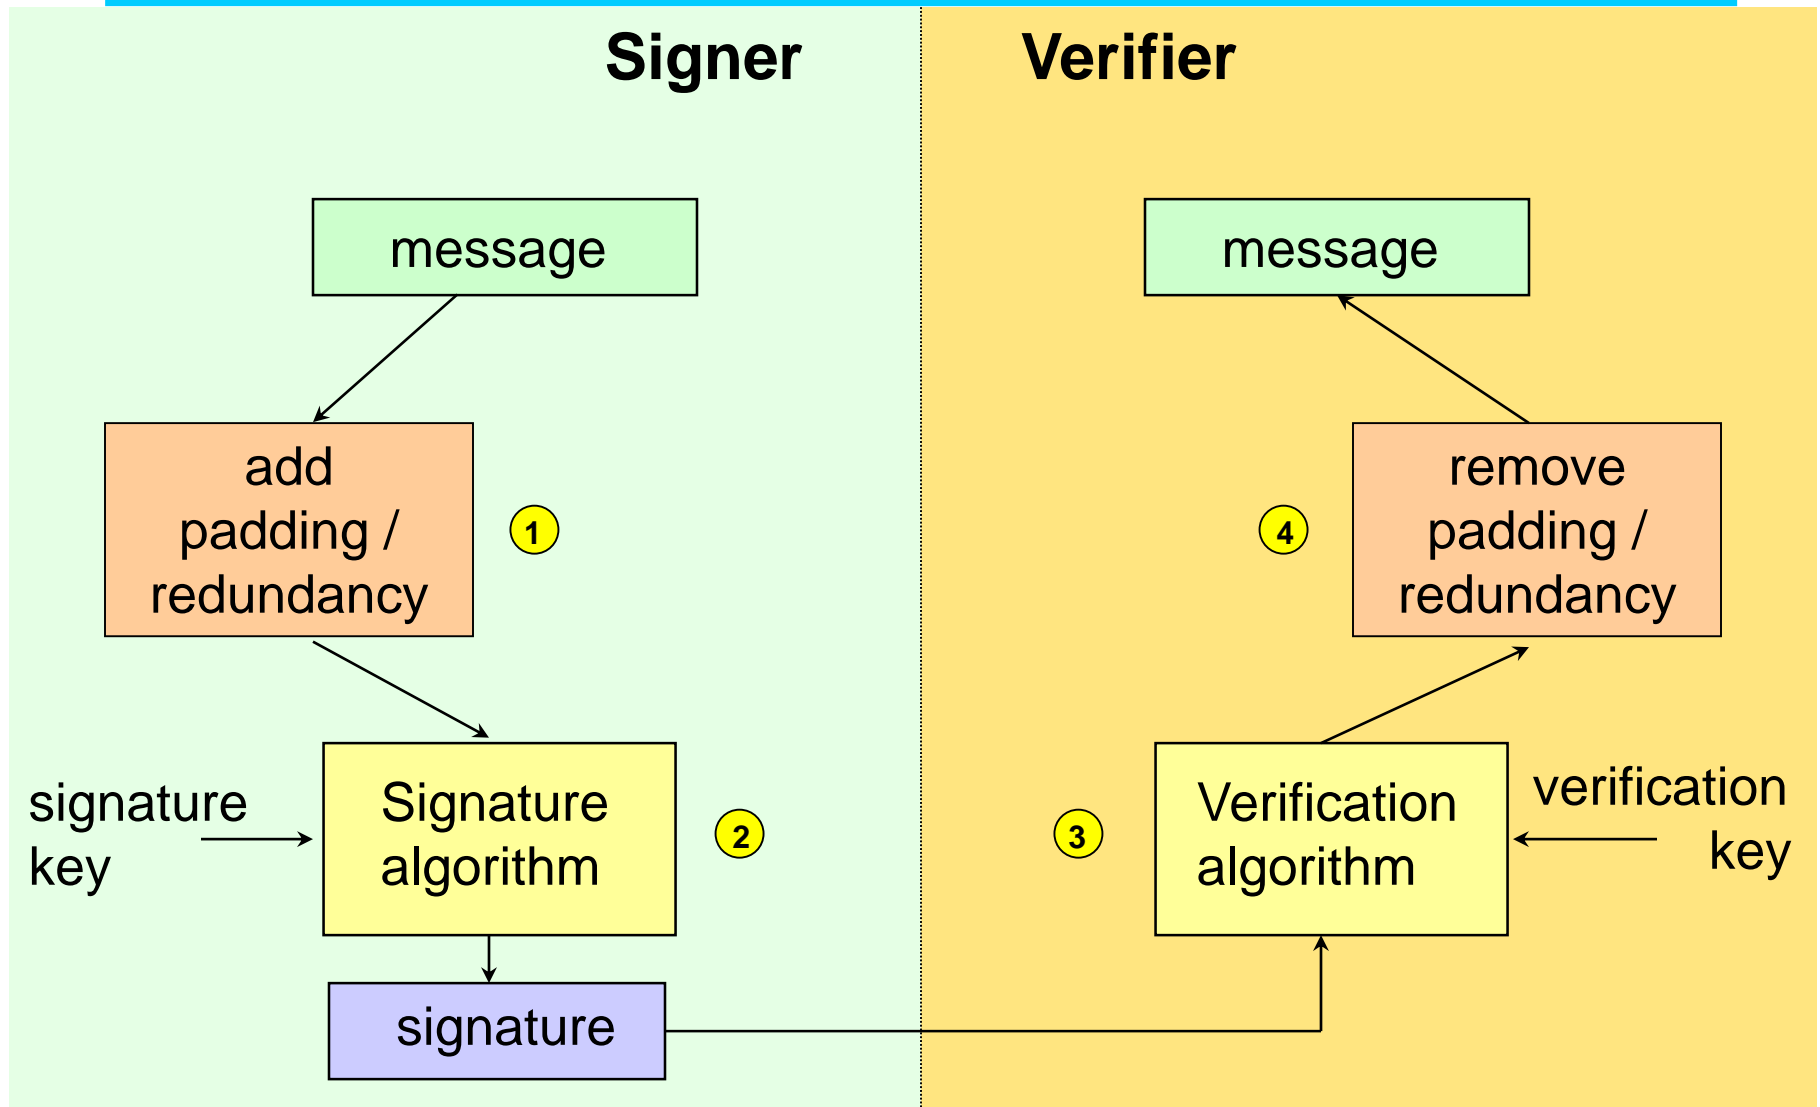 Signer
message
add
padding /
redundancy
1
signature
key
Signature
algorithm
2
signature
Verifier
message
4
remove
padding /
redundancy
3
Verification
algorithm
verification
key